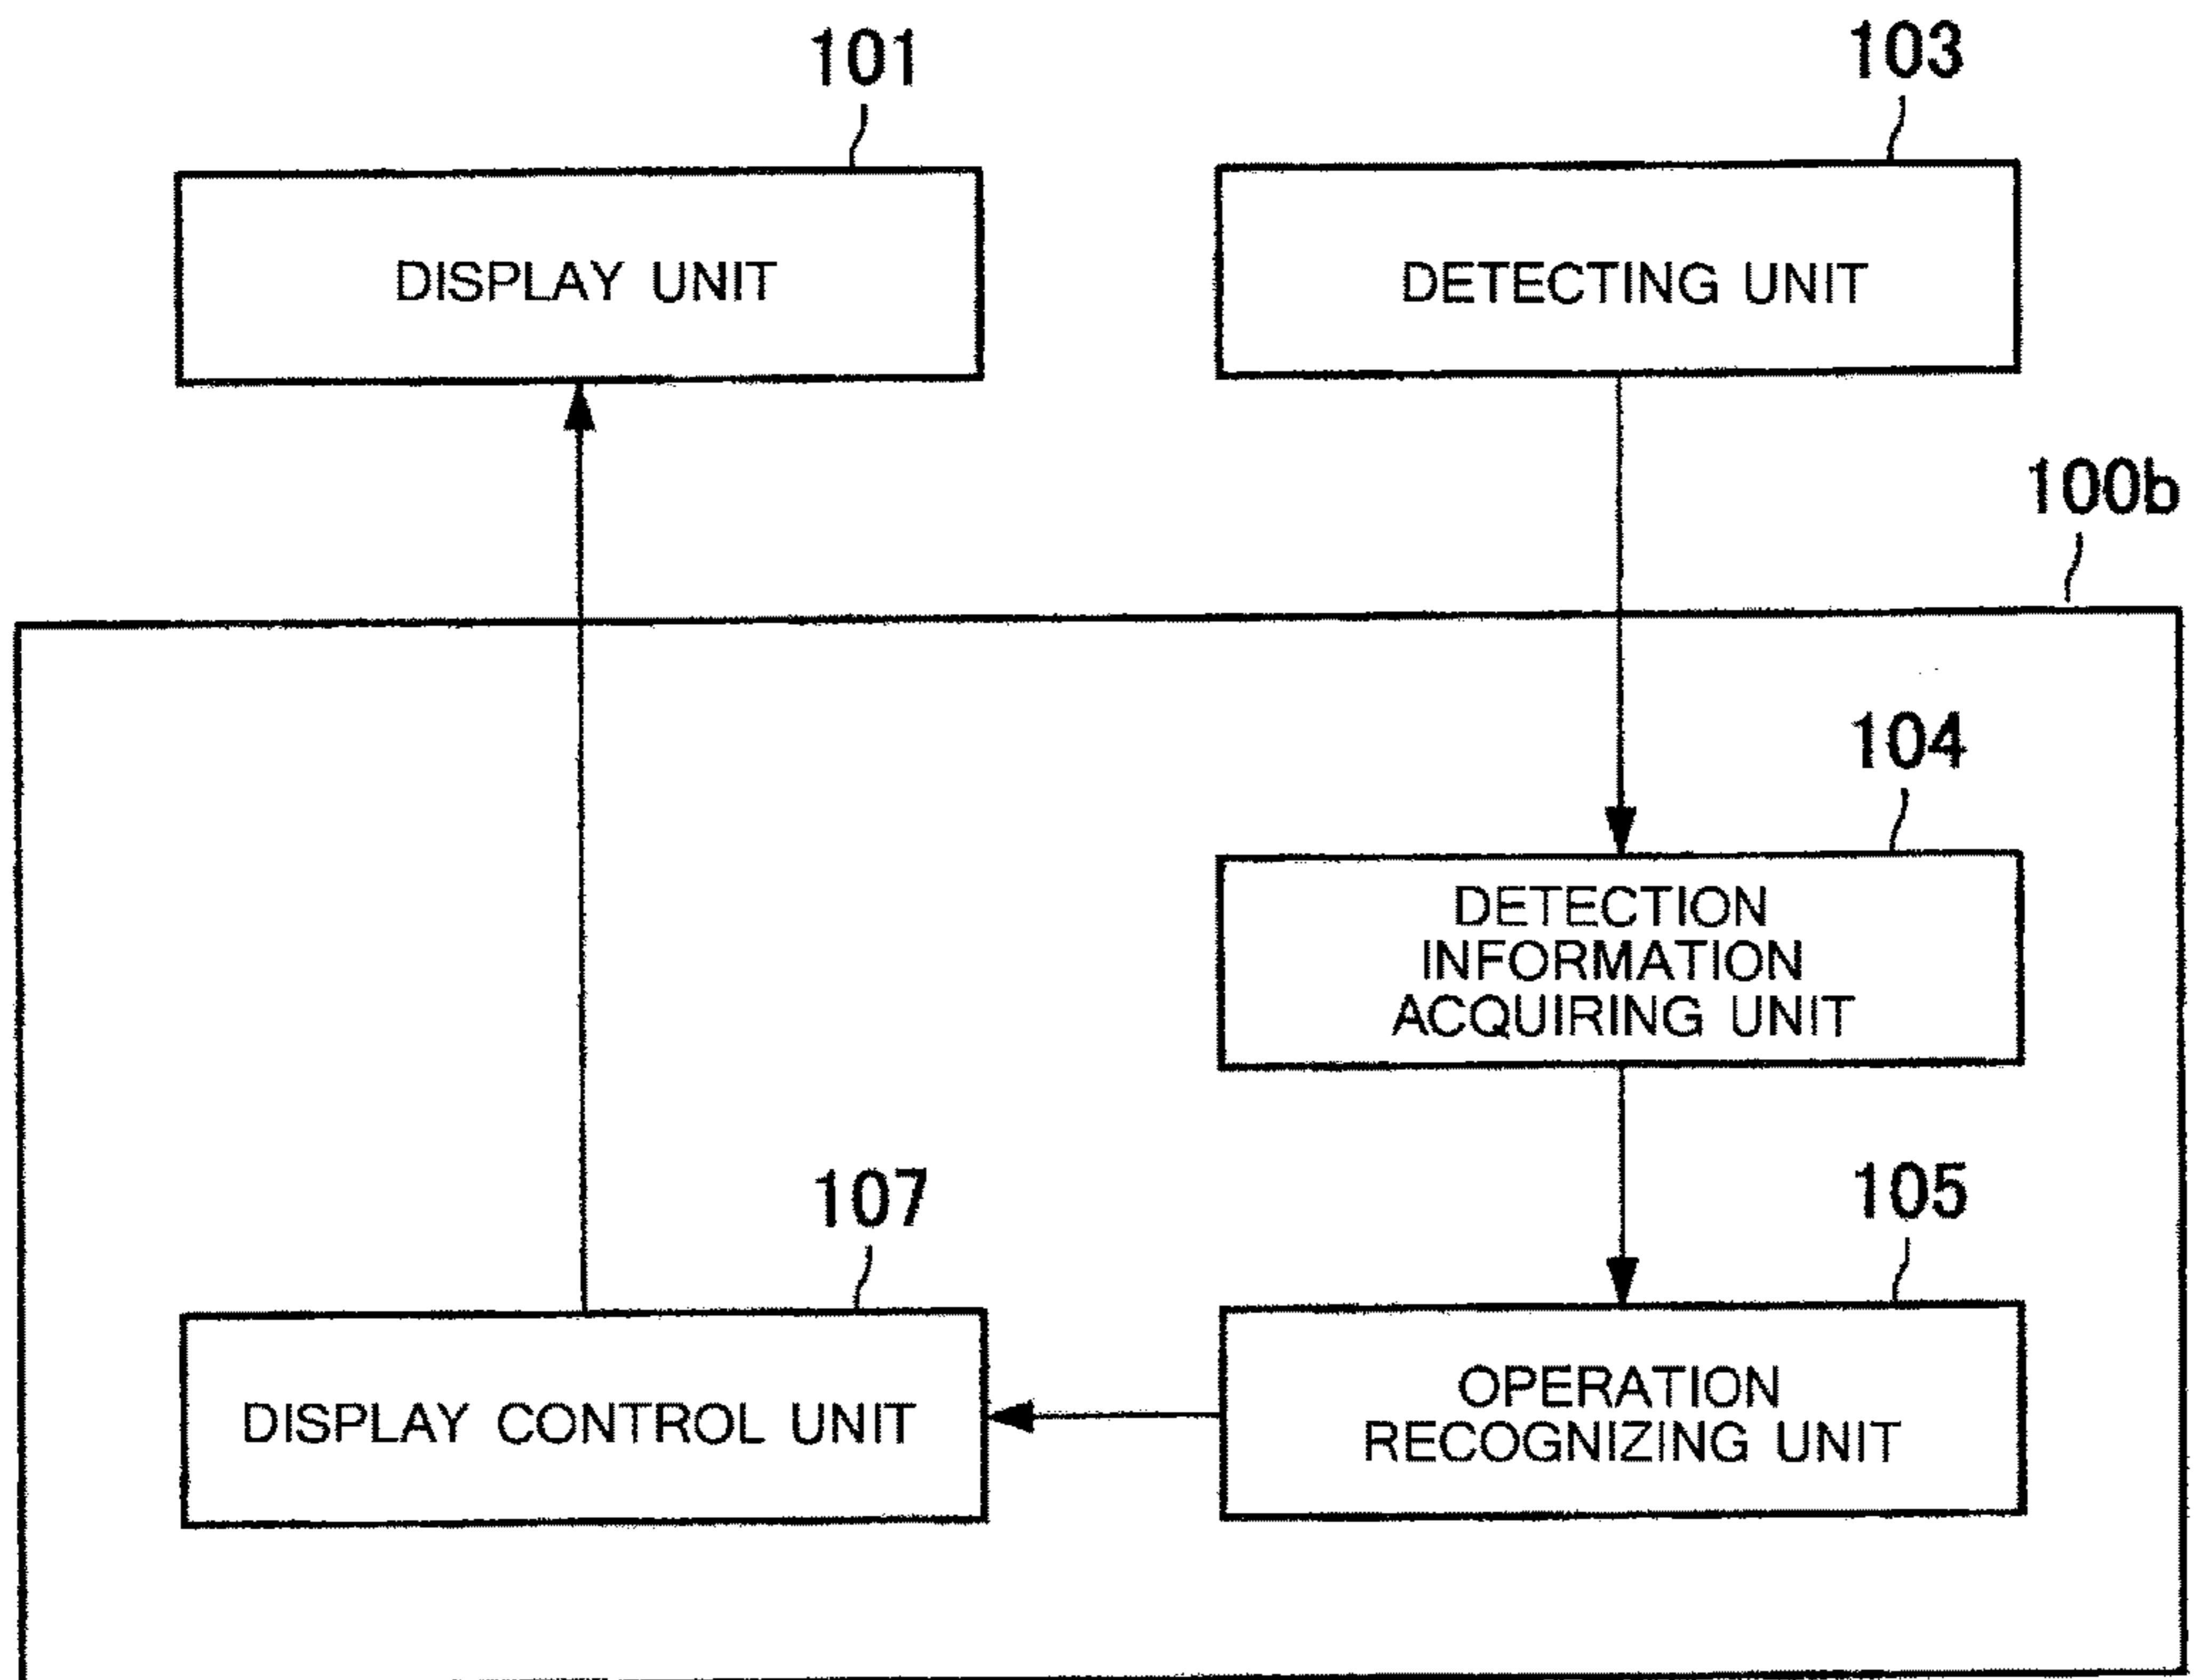 101
103
DISPLAY UNIT
DETECTING UNIT
100b
104
DETECTION
INFORMATION
ACQUIRING UNIT
107
105
DISPLAY CONTROL UNIT
OPERATION
RECOGNIZING UNIT